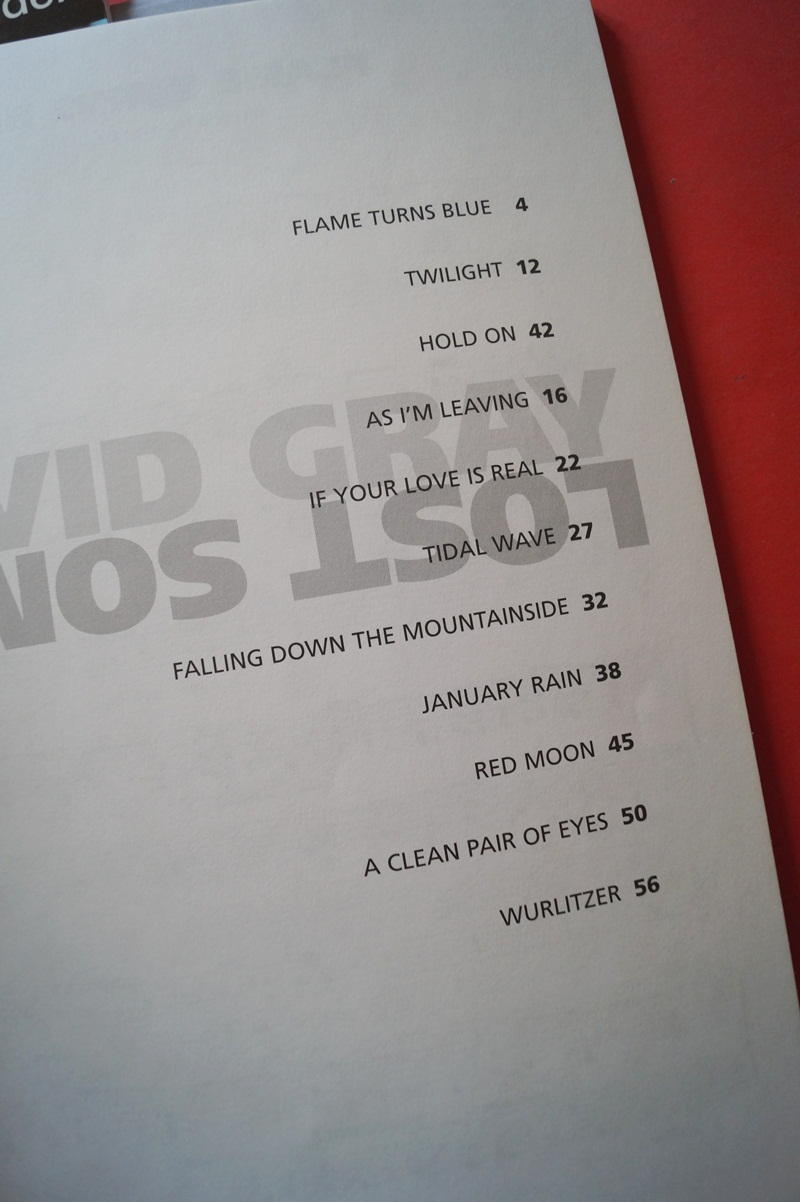 FLAME TURNS BLUE 4
TWILIGHT 12
HOLD ON 42
AS I'M LEAVING 16
IF YOUR LOVE IS REAL 22
TIDAL WAVE 27
FALLING DOWN THE MOUNTAINSIDE 32
JANUARY RAIN 38
RED MOON 45
A CLEAN PAIR OF EYES 50
WURLITZER 56
VID GRAY
LOST SON